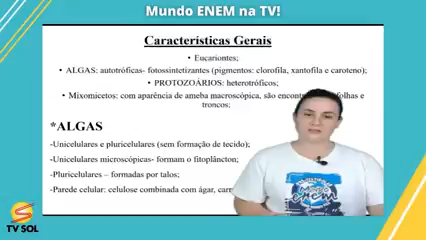 Mundo ENEM na TV!
Características Gerais
• Eucariontes;
• ALGAS: autotróficas- fotossintetizantes (pigmentos: clorofila, xantofila e caroteno);
• PROTOZOÁRIOS: heterotróficos;
• Mixomicetos: com aparência de ameba macroscópica, são folhas e
troncos;
*ALGAS
-Unicelulares e pluricelulares (sem formação de tecido);
-Unicelulares microscópicas- formam o fitoplâncton;
-Pluricelulares – formadas por talos;
-Parede celular: celulose combinada com ágar,
MUNDO
enem
S
TV SOL